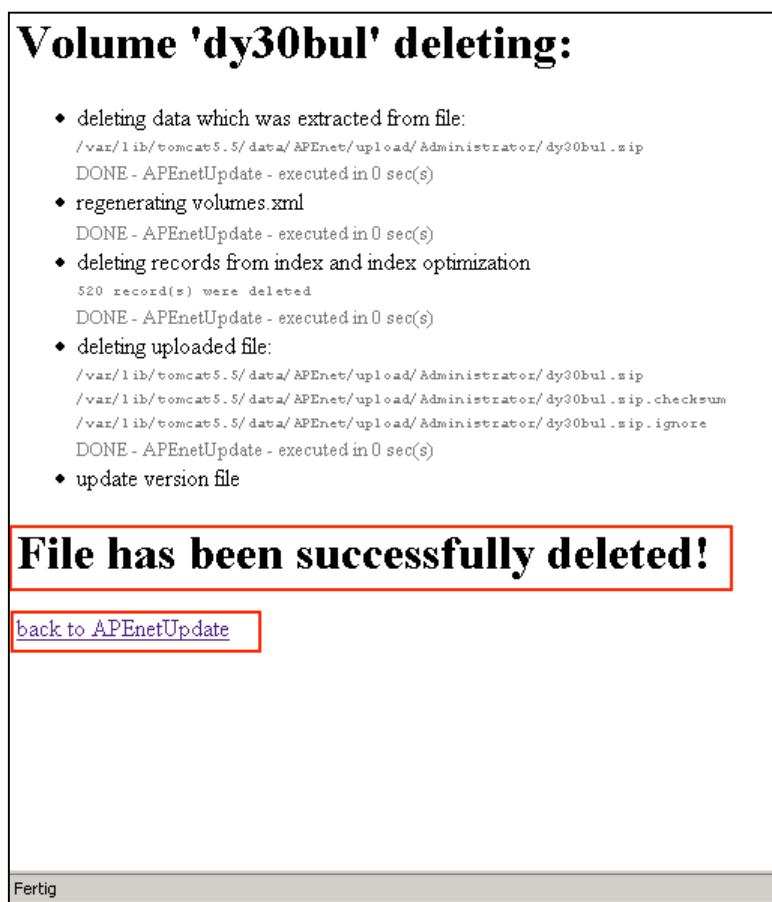 Volume 'dy30bul' deleting:
deleting data which was extracted from file:
/var/lib/tomcat5.5/data/APEnet/upload/Administrator/dy30bul.zip
DONE - APEnetUpdate - executed in 0 sec(s)
regenerating volumes.xml
DONE - APEnetUpdate - executed in 0 sec(s)
deleting records from index and index optimization
520 record(s) were deleted
DONE - APEnetUpdate - executed in 0 sec(s)
deleting uploaded file:
/var/lib/tomcat5.5/data/APEnet/upload/Administrator/dy30bul.zip
/var/lib/tomcat5.5/data/APEnet/upload/Administrator/dy30bul.zip.checksum
/var/lib/tomcat5.5/data/APEnet/upload/Administrator/dy30bul.zip.ignore
DONE - APEnetUpdate - executed in 0 sec(s)
update version file
File has been successfully deleted!
back to APEnetUpdate
Fertig